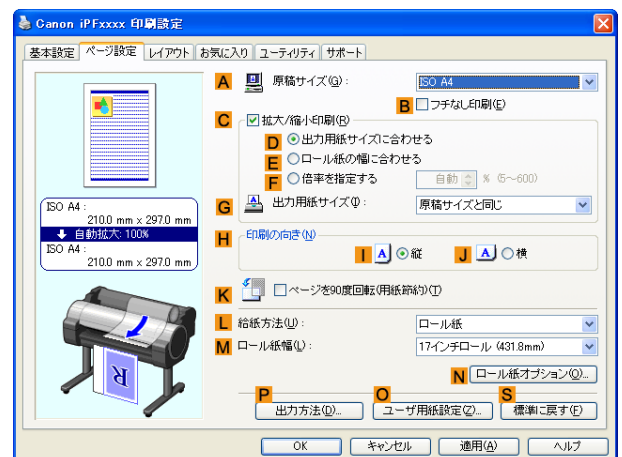 Canon iPFxxxx 印刷設定
基本設定 ページ設定 レイアウト お気に入り ユーティリティ サポート
A 原稿サイズ(G): ISO A4
B フチなし印刷(E)
C 拡大/縮小印刷(R)
D 出力用紙サイズに合わせる
E ロール紙の幅に合わせる
F 倍率を指定する 自動 % (5～600)
G 出力用紙サイズ(I): 原稿サイズと同じ
ISO A4 :
210.0 mm x 297.0 mm
自動拡大: 100%
ISO A4 :
210.0 mm x 297.0 mm
H 印刷の向き(N)
I A 縦 J A 横
K ページを90度回転(用紙節約)(T)
L 給紙方法(U): ロール紙
M ロール紙幅(L): 17インチロール (431.8mm)
N ロール紙オプション(O)...
R
P O S
出力方法(D)... ユーザ用紙設定(Z)... 標準に戻す(F)
OK キャンセル 適用(A) ヘルプ